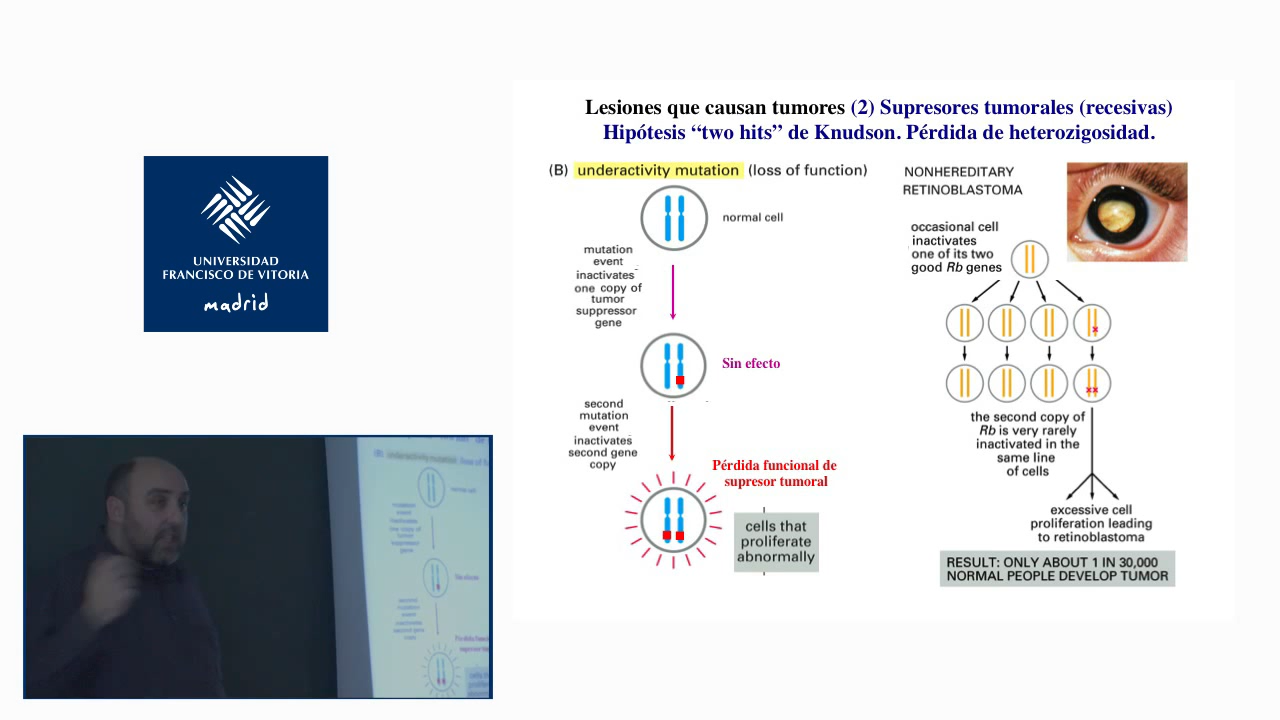 UNIVERSIDAD
FRANCISCO DE VITORIA
madrid
Lesiones que causan tumores (2) Supresores tumorales (recesivas)
Hipótesis “two hits” de Knudson. Pérdida de heterozigosidad.
(B) underactivity mutation (loss of function)
normal cell
mutation
event
inactivates
one copy of
tumor
suppressor
gene
Sin efecto
second
mutation
event
inactivates
second gene
copy
Pérdida funcional de
supresor tumoral
cells that
proliferate
abnormally
NONHEREDITARY
RETINOBLASTOMA
occasional cell
inactivates
one of its two
good Rb genes
the second copy of
Rb is very rarely
inactivated in the
same line
of cells
excessive cell
proliferation leading
to retinoblastoma
RESULT: ONLY ABOUT 1 IN 30,000
NORMAL PEOPLE DEVELOP TUMOR